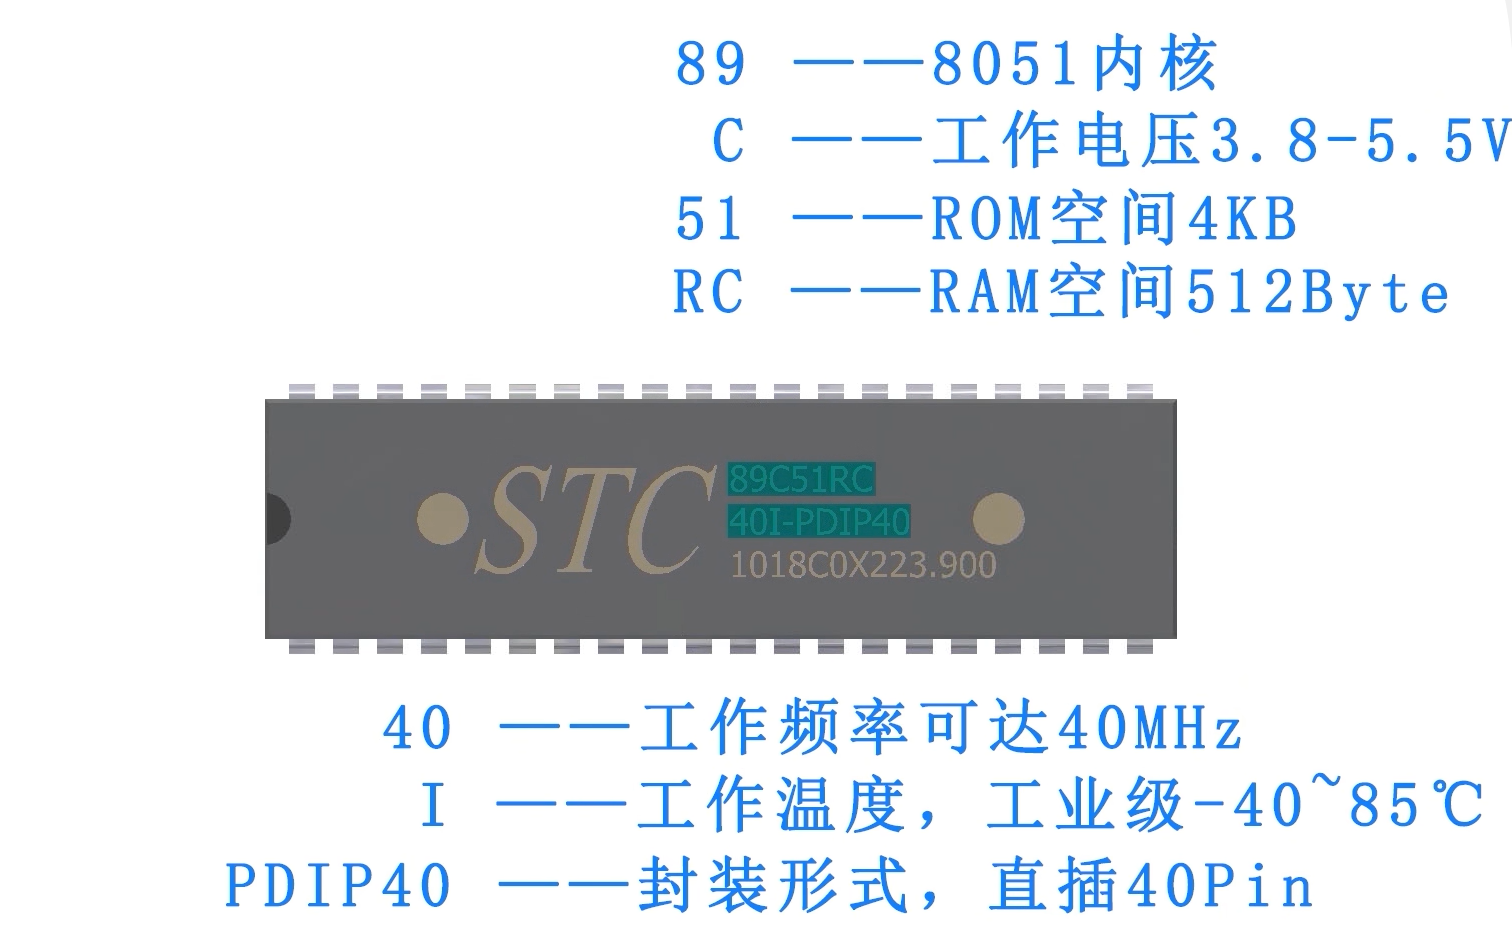 89 ——8051内核
C ——工作电压3.8-5.5V
51 ——ROM空间4KB
RC ——RAM空间512Byte
STC 89C51RC
40I-PDIP40
1018C0X223.900
40 ——工作频率可达40MHz
I ——工作温度，工业级-40~85℃
PDIP40 ——封装形式，直插40Pin